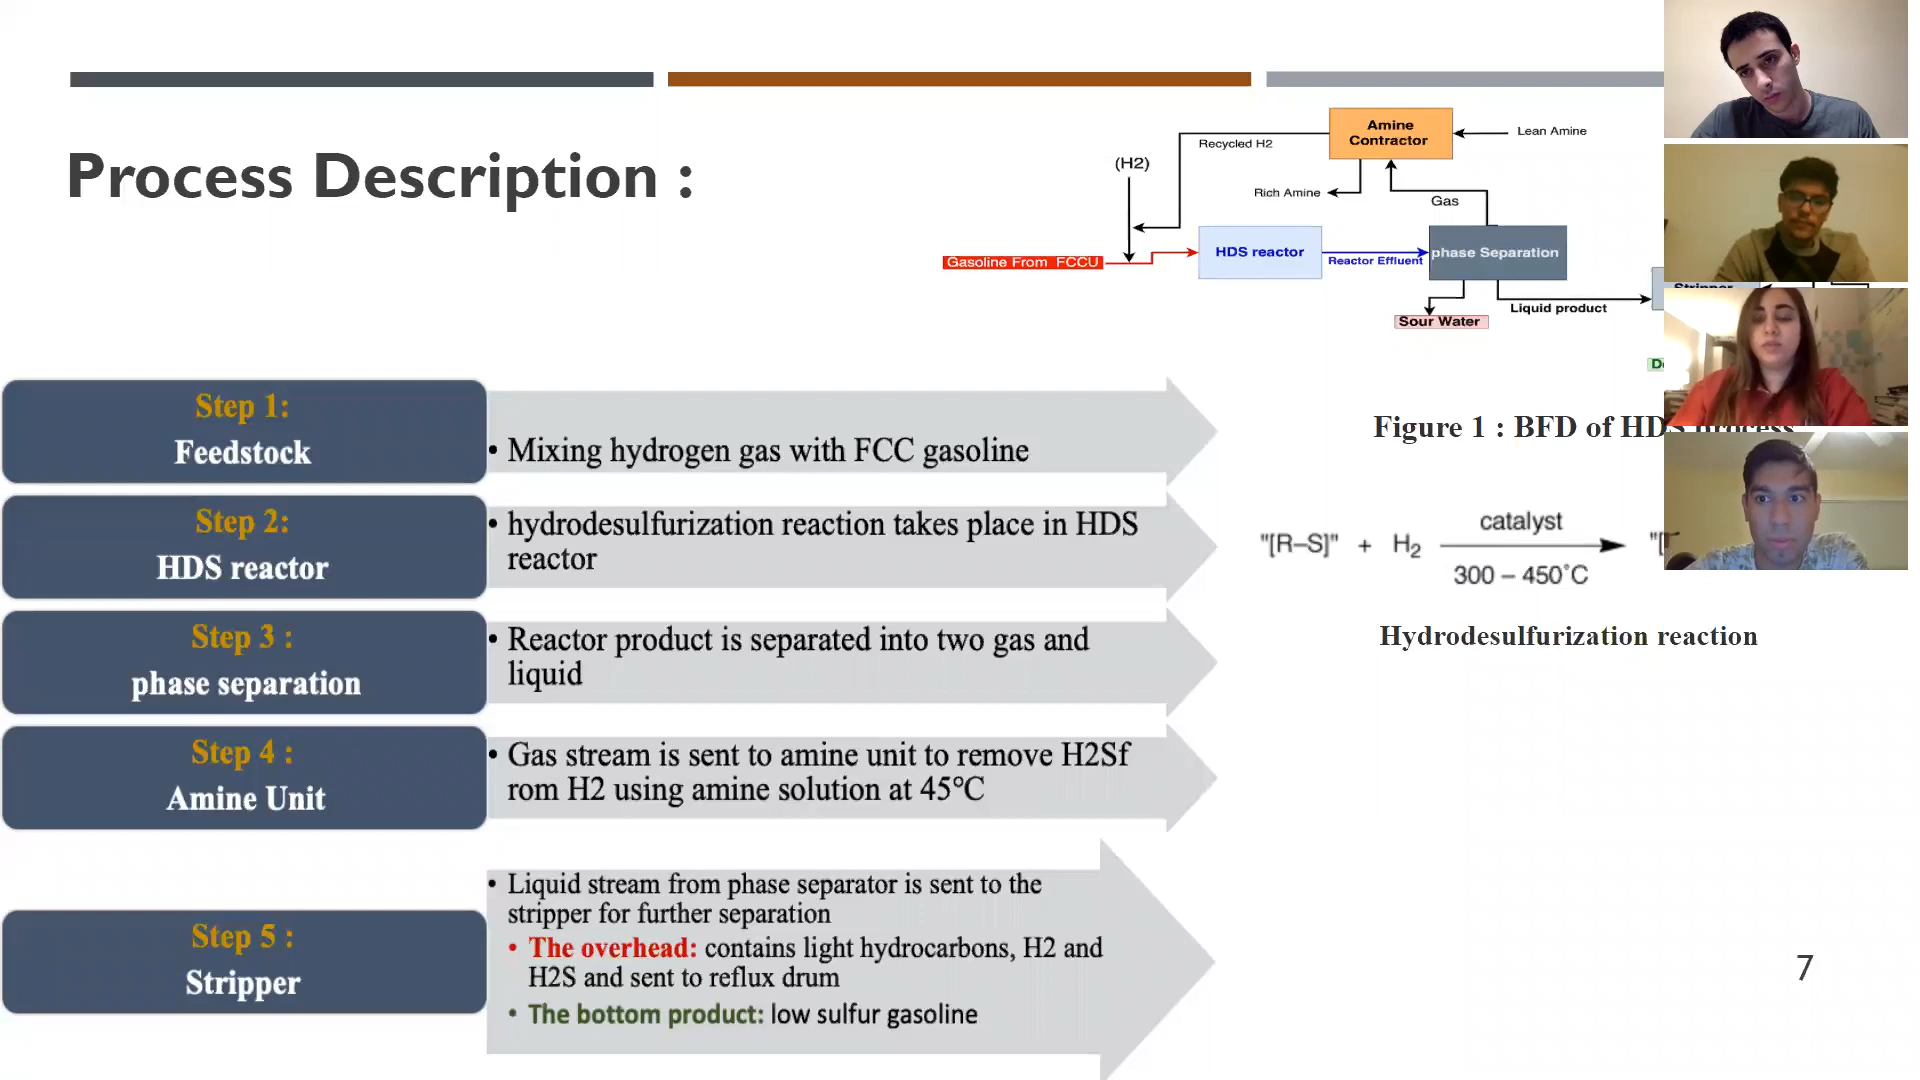 Process Description :
Amine
Contractor
Lean Amine
Recycled H2
(H2)
Rich Amine
Gas
Gasoline From FCCU
HDS reactor
Reactor Effluent
phase Separation
Sour Water
Liquid product
Figure 1 : BFD of HDS process
Step 1:
Feedstock
• Mixing hydrogen gas with FCC gasoline
Step 2:
HDS reactor
• hydrodesulfurization reaction takes place in HDS
reactor
"[R–S]" + H2
catalyst
300 – 450°C
Hydrodesulfurization reaction
Step 3 :
phase separation
• Reactor product is separated into two gas and
liquid
Step 4 :
Amine Unit
• Gas stream is sent to amine unit to remove H2Sf
rom H2 using amine solution at 45°C
Step 5 :
Stripper
• Liquid stream from phase separator is sent to the
stripper for further separation
• The overhead: contains light hydrocarbons, H2 and
H2S and sent to reflux drum
• The bottom product: low sulfur gasoline
7